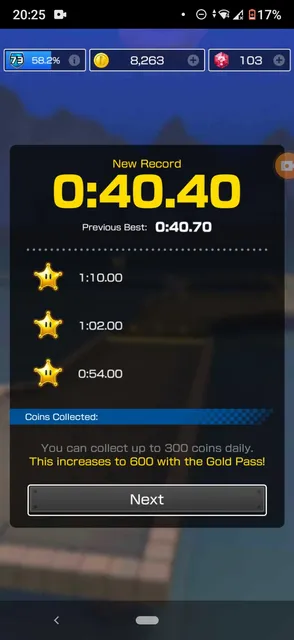 20:25
17%
73 58.2% 8,263 103
New Record
0:40.40
Previous Best: 0:40.70
1:10.00
1:02.00
0:54.00
Coins Collected:
You can collect up to 300 coins daily.
This increases to 600 with the Gold Pass!
Next